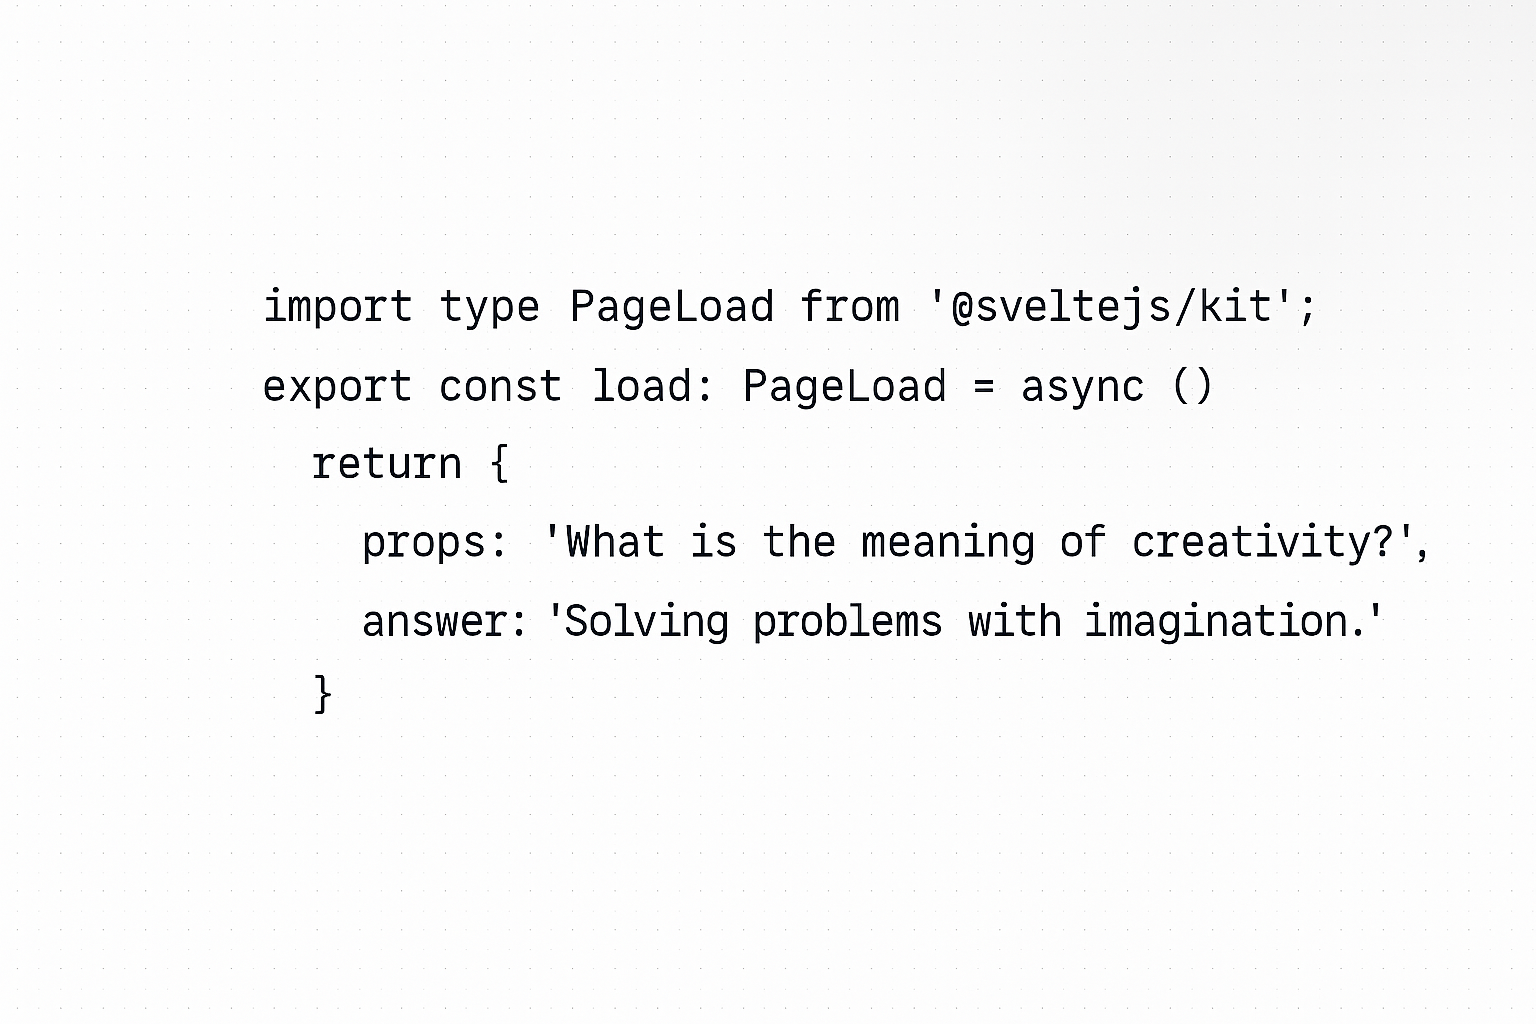 import type PageLoad from '@sveltejs/kit';
export const load: PageLoad = async ()
  return {
    props: 'What is the meaning of creativity?',
    answer: 'Solving problems with imagination.'
  }